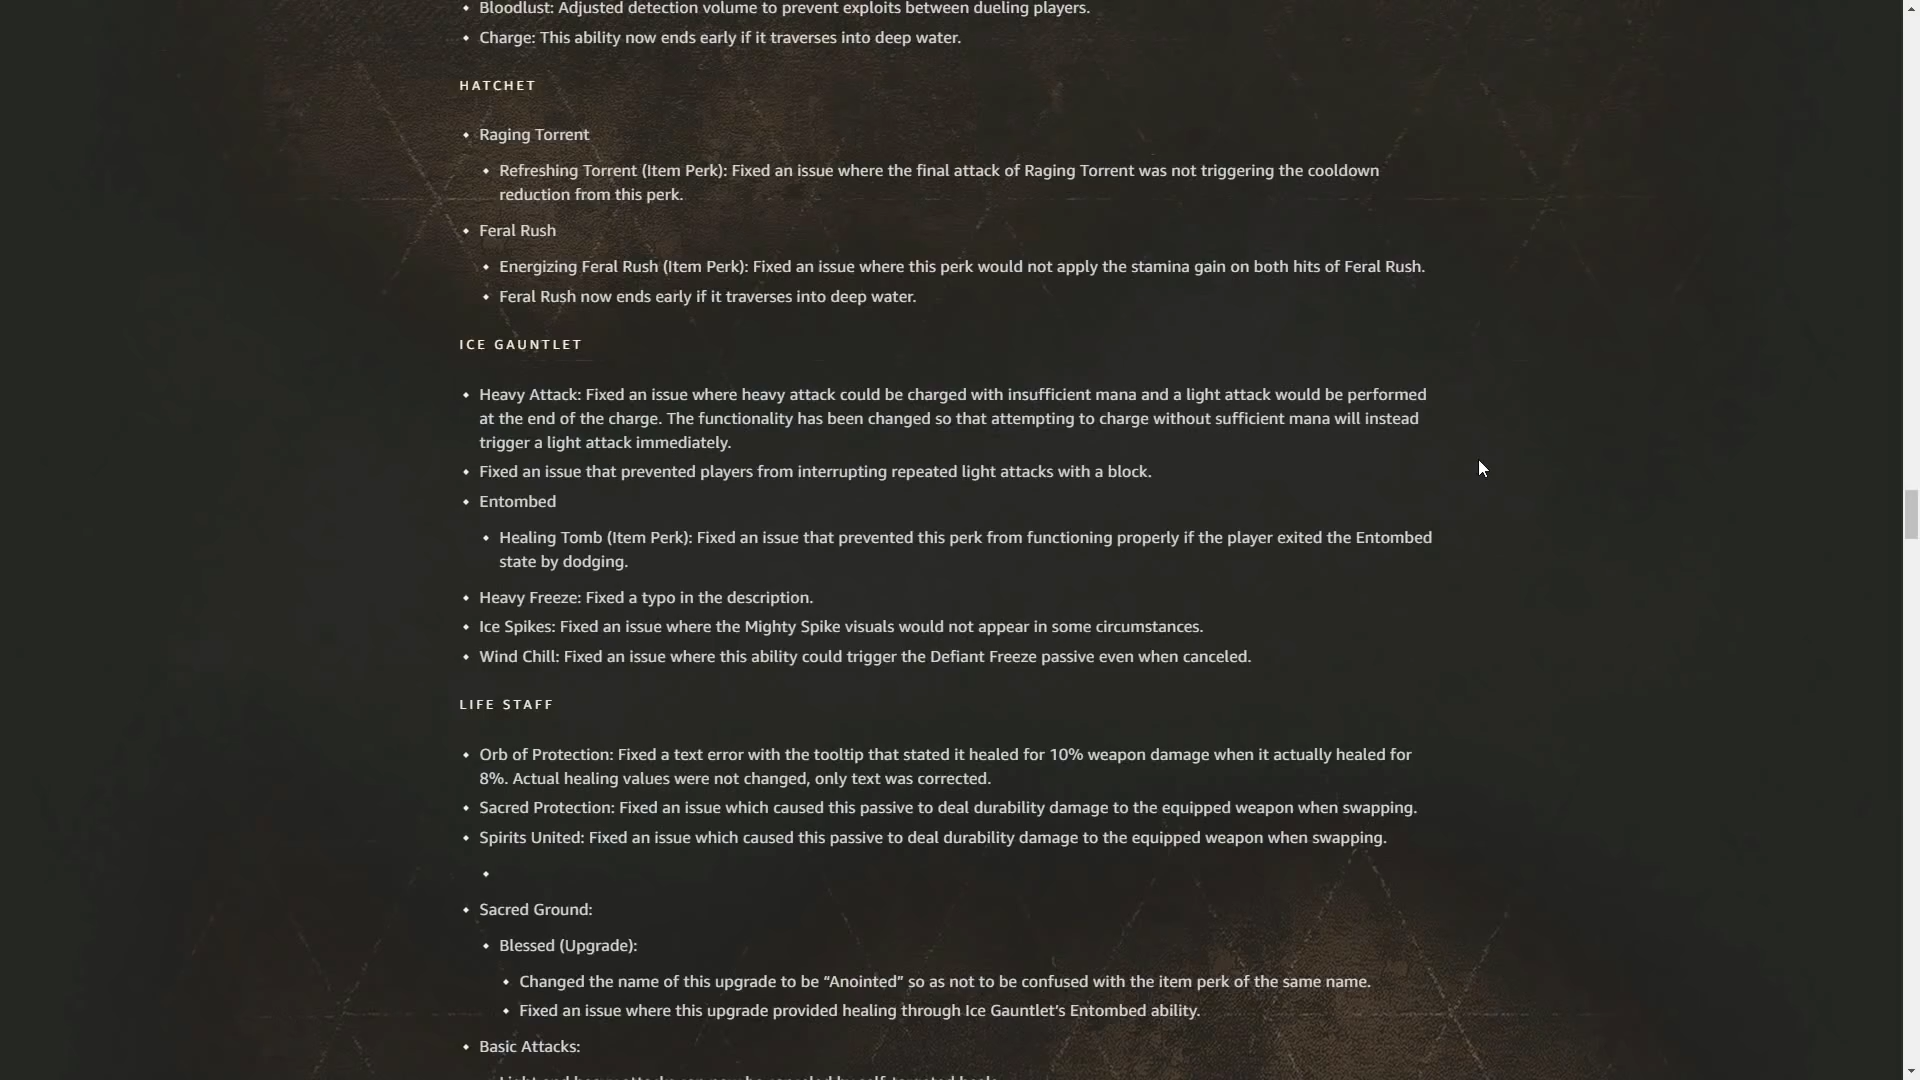 Bloodlust: Adjusted detection volume to prevent exploits between dueling players.
Charge: This ability now ends early if it traverses into deep water.
HATCHET
Raging Torrent
Refreshing Torrent (Item Perk): Fixed an issue where the final attack of Raging Torrent was not triggering the cooldown
reduction from this perk.
Feral Rush
Energizing Feral Rush (Item Perk): Fixed an issue where this perk would not apply the stamina gain on both hits of Feral Rush.
Feral Rush now ends early if it traverses into deep water.
ICE GAUNTLET
Heavy Attack: Fixed an issue where heavy attack could be charged with insufficient mana and a light attack would be performed
at the end of the charge. The functionality has been changed so that attempting to charge without sufficient mana will instead
trigger a light attack immediately.
Fixed an issue that prevented players from interrupting repeated light attacks with a block.
Entombed
Healing Tomb (Item Perk): Fixed an issue that prevented this perk from functioning properly if the player exited the Entombed
state by dodging.
Heavy Freeze: Fixed a typo in the description.
Ice Spikes: Fixed an issue where the Mighty Spike visuals would not appear in some circumstances.
Wind Chill: Fixed an issue where this ability could trigger the Defiant Freeze passive even when canceled.
LIFE STAFF
Orb of Protection: Fixed a text error with the tooltip that stated it healed for 10% weapon damage when it actually healed for
8%. Actual healing values were not changed, only text was corrected.
Sacred Protection: Fixed an issue which caused this passive to deal durability damage to the equipped weapon when swapping.
Spirits United: Fixed an issue which caused this passive to deal durability damage to the equipped weapon when swapping.
Sacred Ground:
Blessed (Upgrade):
Changed the name of this upgrade to be “Anointed” so as not to be confused with the item perk of the same name.
Fixed an issue where this upgrade provided healing through Ice Gauntlet’s Entombed ability.
Basic Attacks: